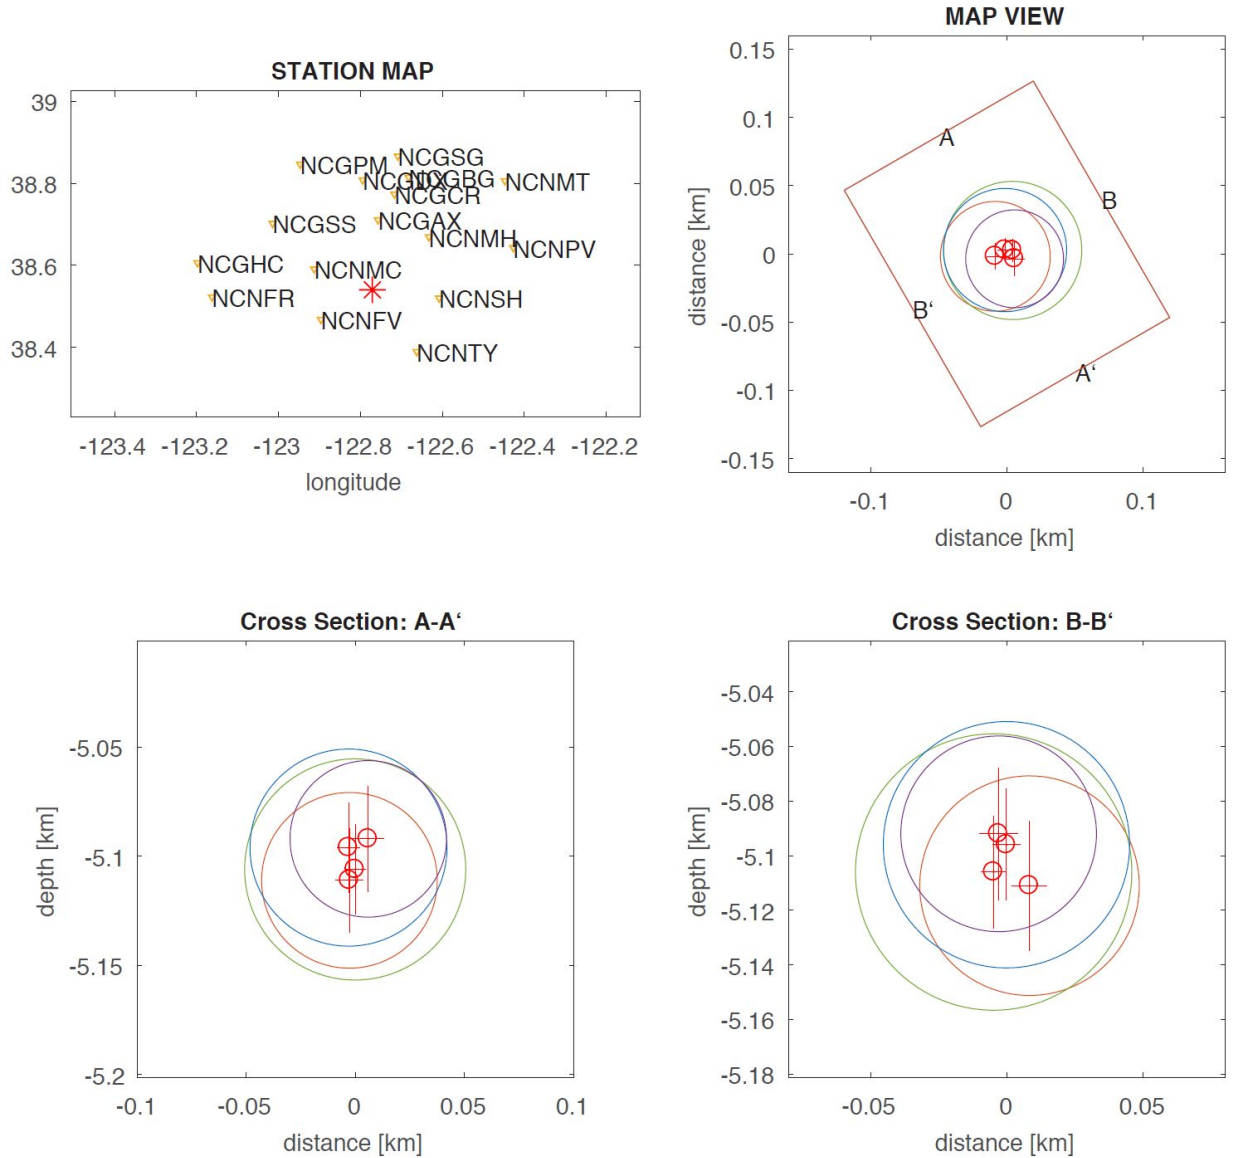 STATION MAP
39
38.8
38.6
38.4
NCGPM
NCGSG
NCGDX
NCGBG
NCNMT
NCGCR
NCGSS
NCGAX
NCNMH
NCNPV
NCGHC
NCNMC
NCNFR
NCNSH
NCNFV
NCNTY
-123.4 -123.2 -123 -122.8 -122.6 -122.4 -122.2
longitude
MAP VIEW
0.15
0.1
0.05
0
-0.05
-0.1
-0.15
distance [km]
A
B
B‘
A‘
-0.1 0 0.1
distance [km]
Cross Section: A-A‘
-5.05
-5.1
-5.15
-5.2
depth [km]
-0.1 -0.05 0 0.05 0.1
distance [km]
Cross Section: B-B‘
-5.04
-5.06
-5.08
-5.1
-5.12
-5.14
-5.16
-5.18
depth [km]
-0.05 0 0.05
distance [km]